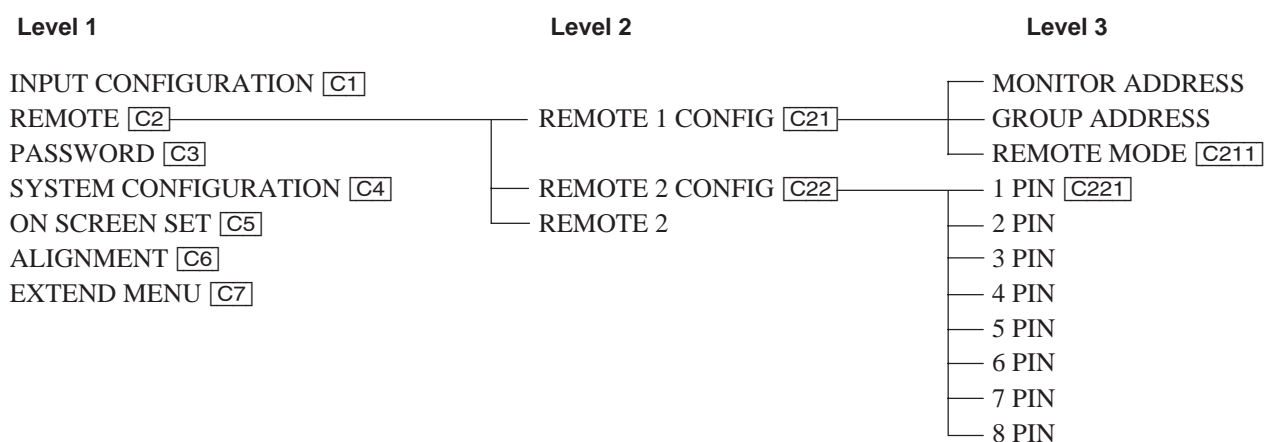 Level 1 Level 2 Level 3
INPUT CONFIGURATION C1 MONITOR ADDRESS
REMOTE C2 REMOTE 1 CONFIG C21 GROUP ADDRESS
PASSWORD C3 REMOTE MODE C211
SYSTEM CONFIGURATION C4 REMOTE 2 CONFIG C22 1 PIN C221
ON SCREEN SET C5 REMOTE 2 2 PIN
ALIGNMENT C6 3 PIN
EXTEND MENU C7 4 PIN
5 PIN
6 PIN
7 PIN
8 PIN